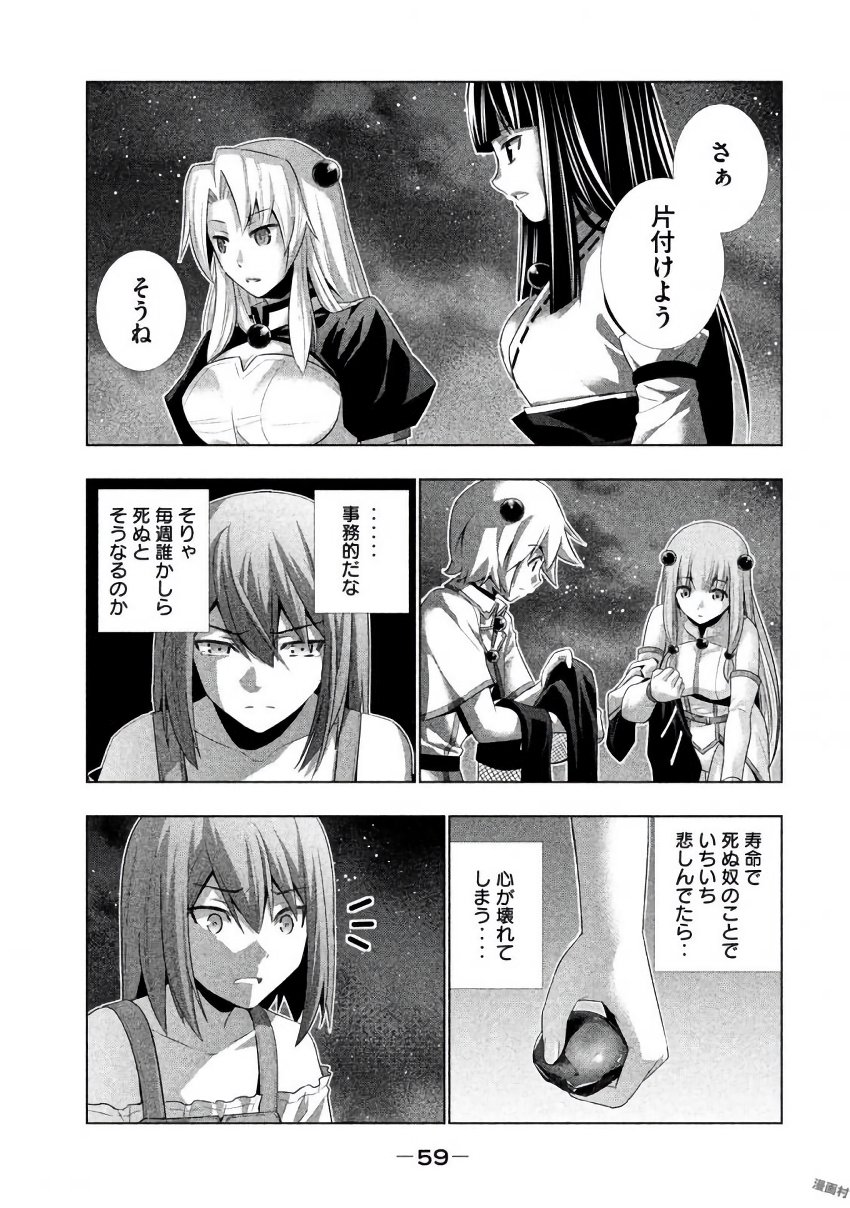 さぁ
片付けよう
そうね
‥‥‥
事務的だな
そりゃ
毎週誰かしら
死ぬと
そうなるのか
寿命で
死ぬ奴のことで
いちいち
悲しんでたら‥
心が壊れて
しまう‥‥
―59―
漫画村